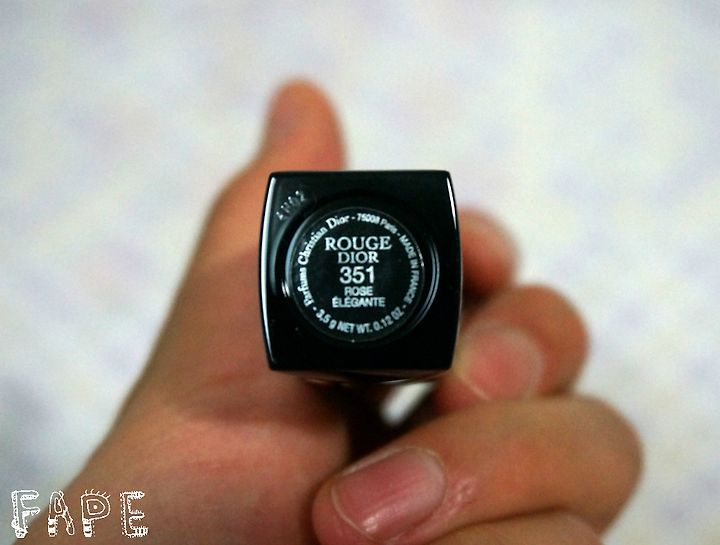 Parfums Christian Dior - 75008 Paris - MADE IN FRANCE
ROUGE
DIOR
351
ROSE
ÉLÉGANTE
- 3,5 g NET WT. 0.12 OZ -
FAPE